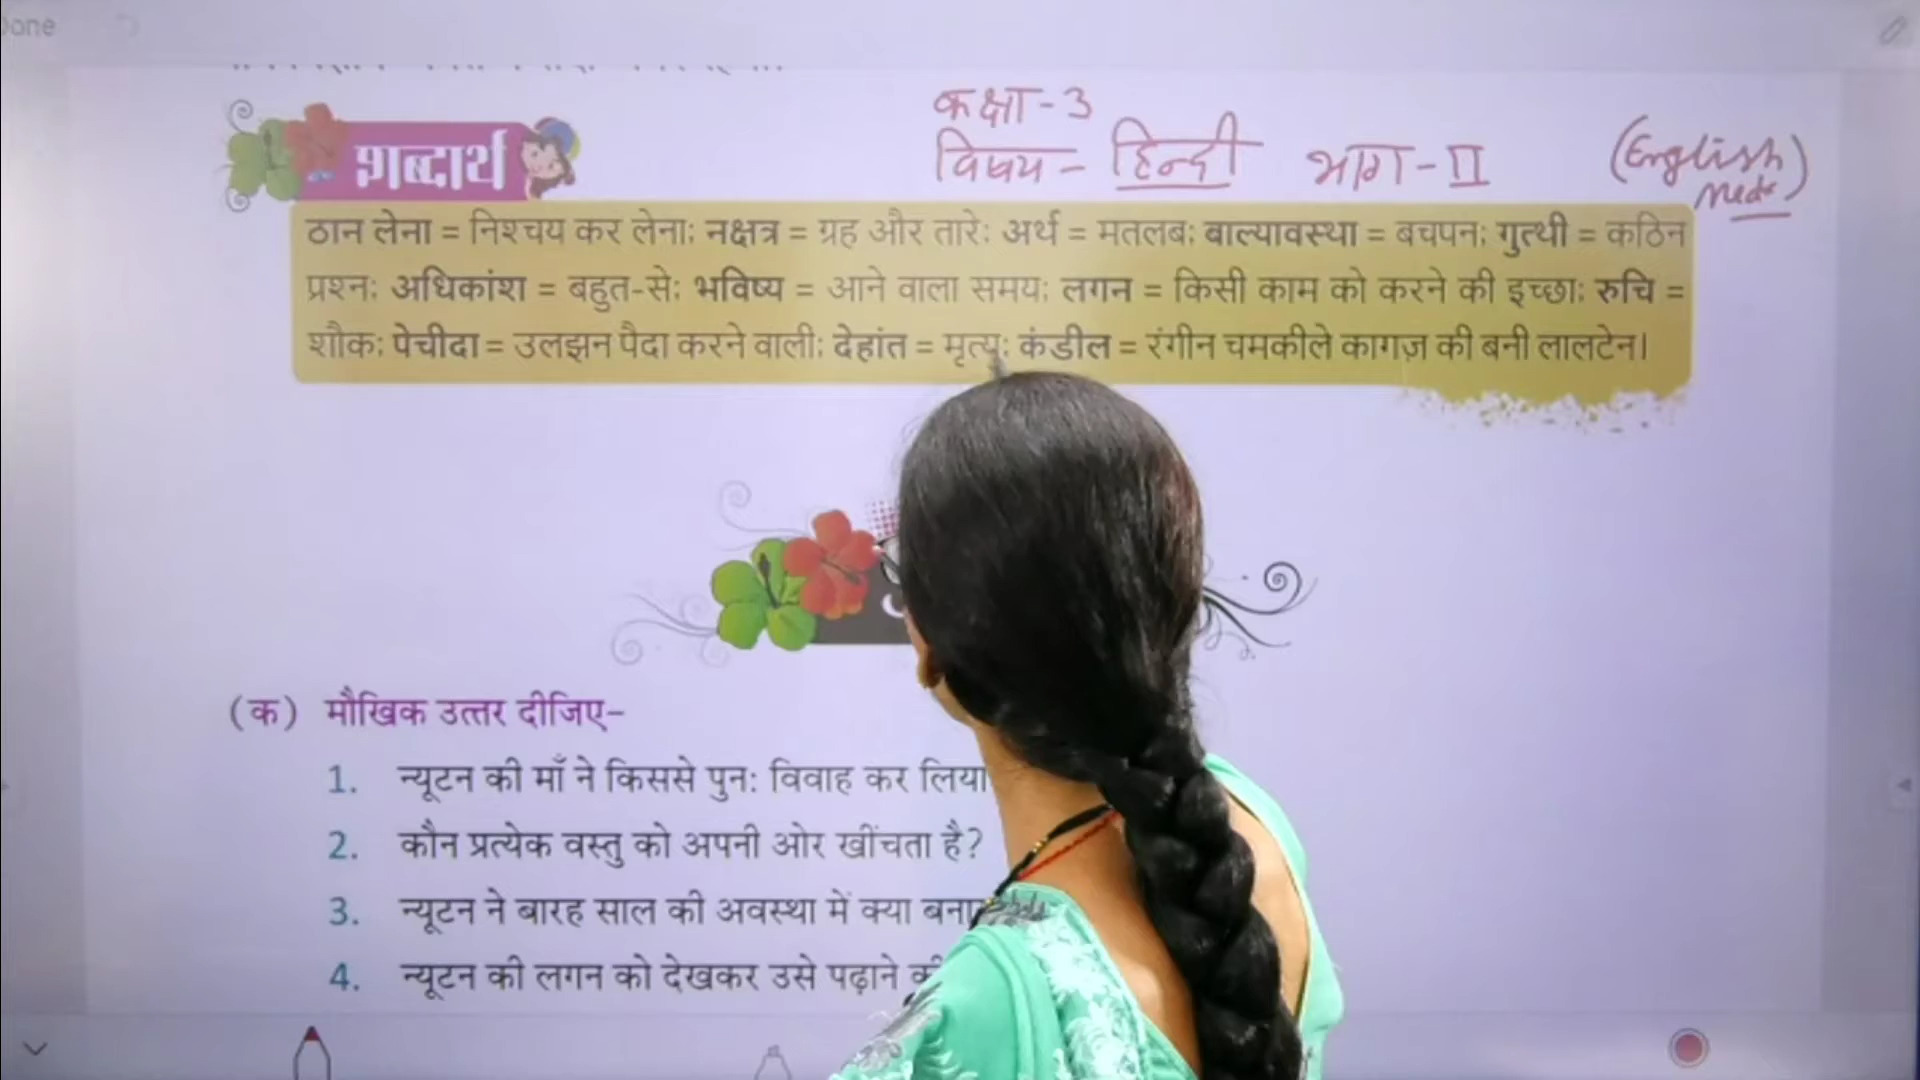 Done
कक्षा-3
विषय- हिन्दी भाग-II (English Med.)
शब्दार्थ
ठान लेना = निश्चय कर लेना; नक्षत्र = ग्रह और तारे; अर्थ = मतलब; बाल्यावस्था = बचपन; गुत्थी = कठिन
प्रश्न; अधिकांश = बहुत-से; भविष्य = आने वाला समय; लगन = किसी काम को करने की इच्छा; रुचि =
शौक; पेचीदा = उलझन पैदा करने वाली; देहांत = मृत्यु; कंडील = रंगीन चमकीले कागज़ की बनी लालटेन।
(क) मौखिक उत्तर दीजिए-
1. न्यूटन की माँ ने किससे पुन: विवाह कर लिया
2. कौन प्रत्येक वस्तु को अपनी ओर खींचता है?
3. न्यूटन ने बारह साल की अवस्था में क्या
4. न्यूटन की लगन को देखकर उसे पढ़ाने